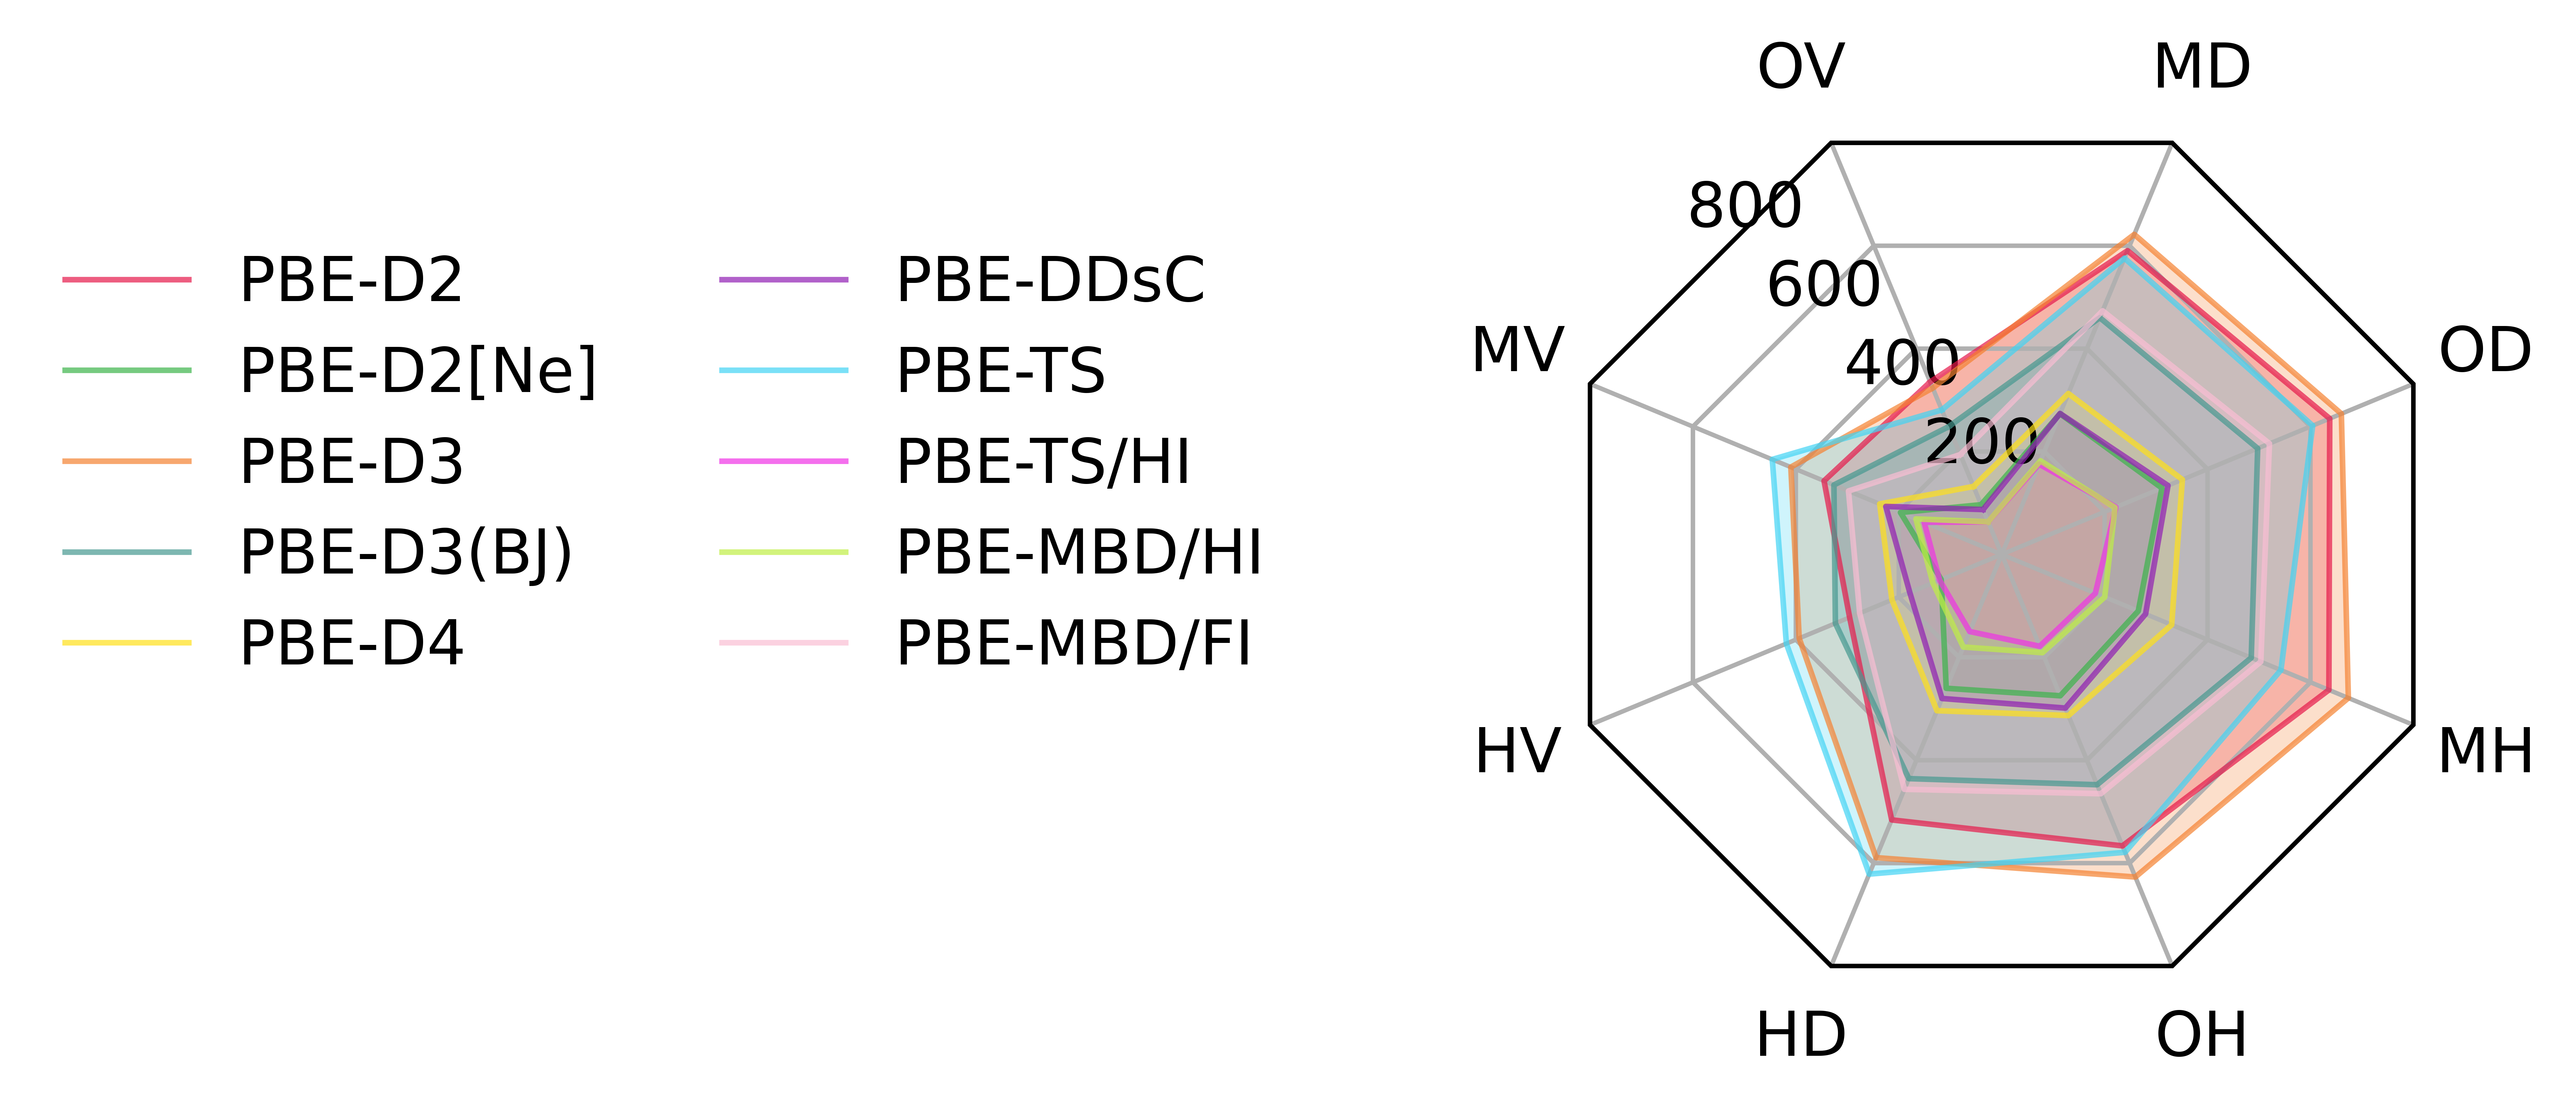 PBE-D2
PBE-D2[Ne]
PBE-D3
PBE-D3(BJ)
PBE-D4
PBE-DDsC
PBE-TS
PBE-TS/HI
PBE-MBD/HI
PBE-MBD/FI
OV
MD
800
600
MV
400
OD
200
HV
MH
HD
OH